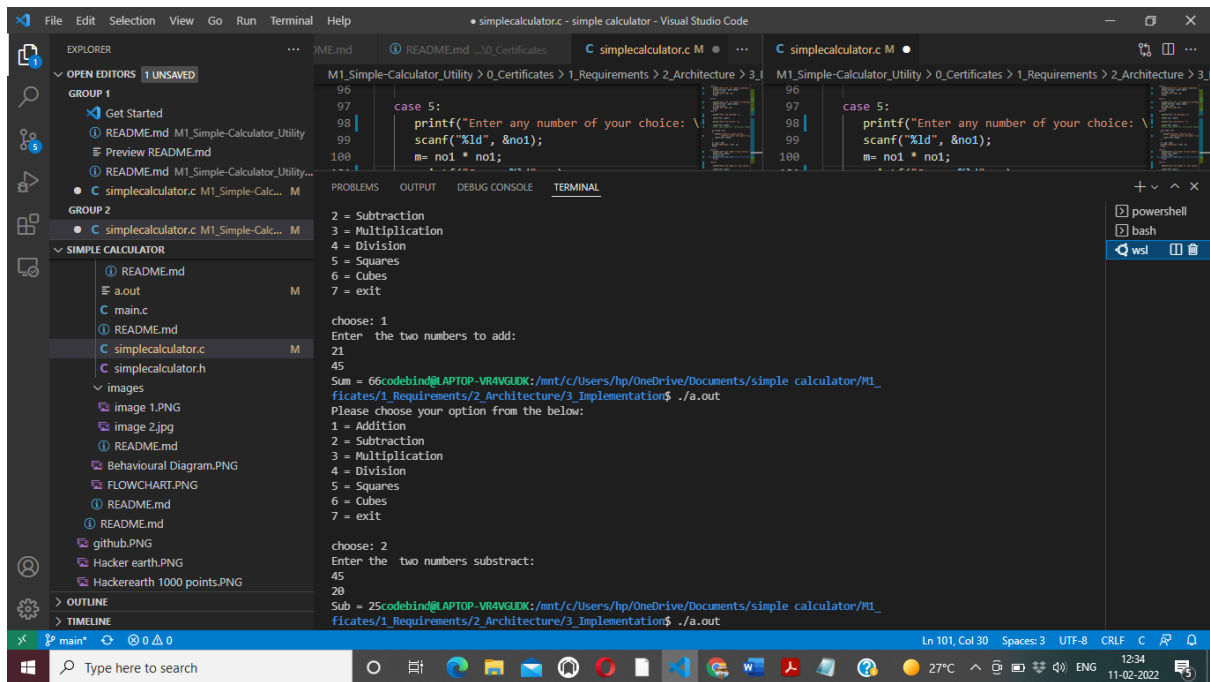 File Edit Selection View Go Run Terminal Help
● simplecalculator.c - simple calculator - Visual Studio Code
EXPLORER
OPEN EDITORS 1 UNSAVED
GROUP 1
Get Started
README.md M1_Simple-Calculator_Utility
Preview README.md
README.md M1_Simple-Calculator_Utility...
● C simplecalculator.c M1_Simple-Calc... M
GROUP 2
● C simplecalculator.c M1_Simple-Calc... M
SIMPLE CALCULATOR
README.md
a.out M
C main.c
README.md
C simplecalculator.c M
C simplecalculator.h
images
image 1.PNG
image 2.jpg
README.md
Behavioural Diagram.PNG
FLOWCHART.PNG
README.md
README.md
github.PNG
Hacker earth.PNG
Hackerearth 1000 points.PNG
> OUTLINE
> TIMELINE
README.md ...\0_Certificates C simplecalculator.c M ● ...
M1_Simple-Calculator_Utility > 0_Certificates > 1_Requirements > 2_Architecture > 3_I
96
97 case 5:
98 printf("Enter any number of your choice: \
99 scanf("%ld", &no1);
100 m= no1 * no1;
C simplecalculator.c M ●
M1_Simple-Calculator_Utility > 0_Certificates > 1_Requirements > 2_Architecture > 3_
96
97 case 5:
98 printf("Enter any number of your choice: \
99 scanf("%ld", &no1);
100 m= no1 * no1;
PROBLEMS OUTPUT DEBUG CONSOLE TERMINAL
2 = Subtraction
3 = Multiplication
4 = Division
5 = Squares
6 = Cubes
7 = exit
choose: 1
Enter  the two numbers to add:
21
45
Sum = 66codebind@LAPTOP-VR4VGUDK:/mnt/c/Users/hp/OneDrive/Documents/simple calculator/M1_
ficates/1_Requirements/2_Architecture/3_Implementation$ ./a.out
Please choose your option from the below:
1 = Addition
2 = Subtraction
3 = Multiplication
4 = Division
5 = Squares
6 = Cubes
7 = exit
choose: 2
Enter the  two numbers substract:
45
20
Sub = 25codebind@LAPTOP-VR4VGUDK:/mnt/c/Users/hp/OneDrive/Documents/simple calculator/M1_
ficates/1_Requirements/2_Architecture/3_Implementation$ ./a.out
powershell
bash
wsl
main* 0 0
Ln 101, Col 30 Spaces: 3 UTF-8 CRLF C
Type here to search
27°C ENG
12:34
11-02-2022